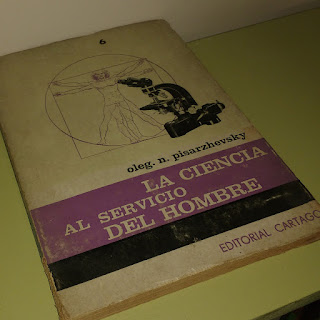 6
oleg. n. pisarzhevsky
LA CIENCIA
AL SERVICIO
DEL HOMBRE
EDITORIAL CARTAGO